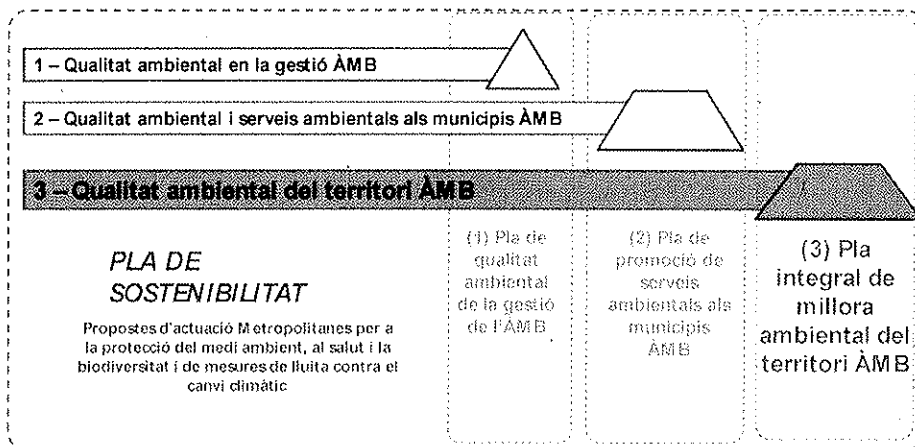 1 – Qualitat ambiental en la gestió ÀMB
2 – Qualitat ambiental i serveis ambientals als municipis ÀMB
3 – Qualitat ambiental del territori ÀMB
PLA DE
SOSTENIBILITAT
Propostes d'actuació Metropolitanes per a
la protecció del medi ambient, al salut i la
biodiversitat i de mesures de lluita contra el
canvi climàtic
(1) Pla de
qualitat
ambiental
de la gestió
de l'ÀMB
(2) Pla de
promoció de
serveis
ambientals als
municipis
ÀMB
(3) Pla
integral de
millora
ambiental del
territori ÀMB